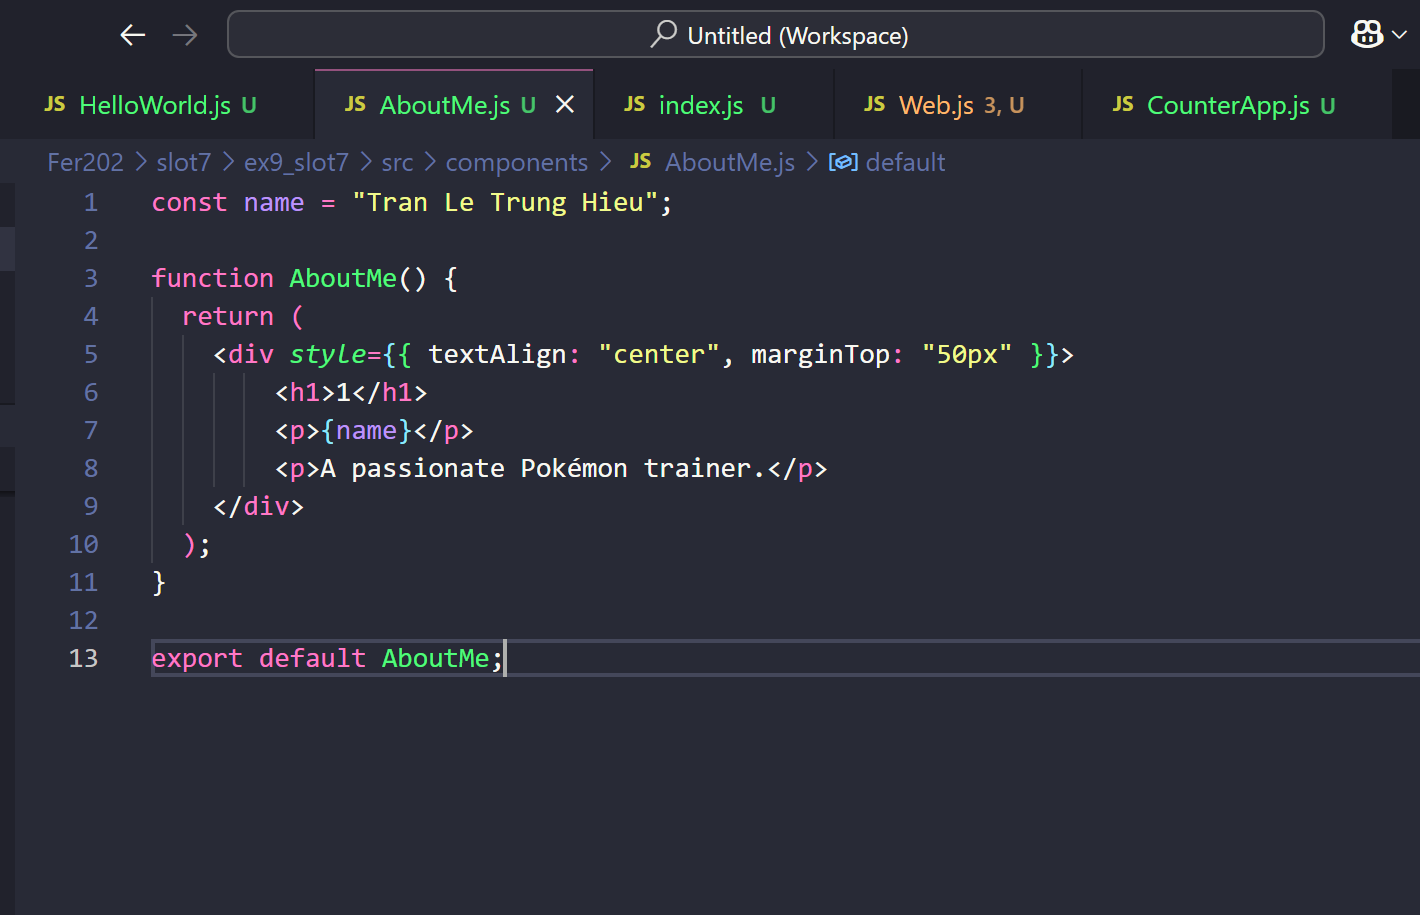 Untitled (Workspace)
JS HelloWorld.js U JS AboutMe.js U JS index.js U JS Web.js 3, U JS CounterApp.js U
Fer202 > slot7 > ex9_slot7 > src > components > JS AboutMe.js > default
1 const name = "Tran Le Trung Hieu";
2
3 function AboutMe() {
4 return (
5 <div style={{ textAlign: "center", marginTop: "50px" }}>
6 <h1>1</h1>
7 <p>{name}</p>
8 <p>A passionate Pokémon trainer.</p>
9 </div>
10 );
11 }
12
13 export default AboutMe;